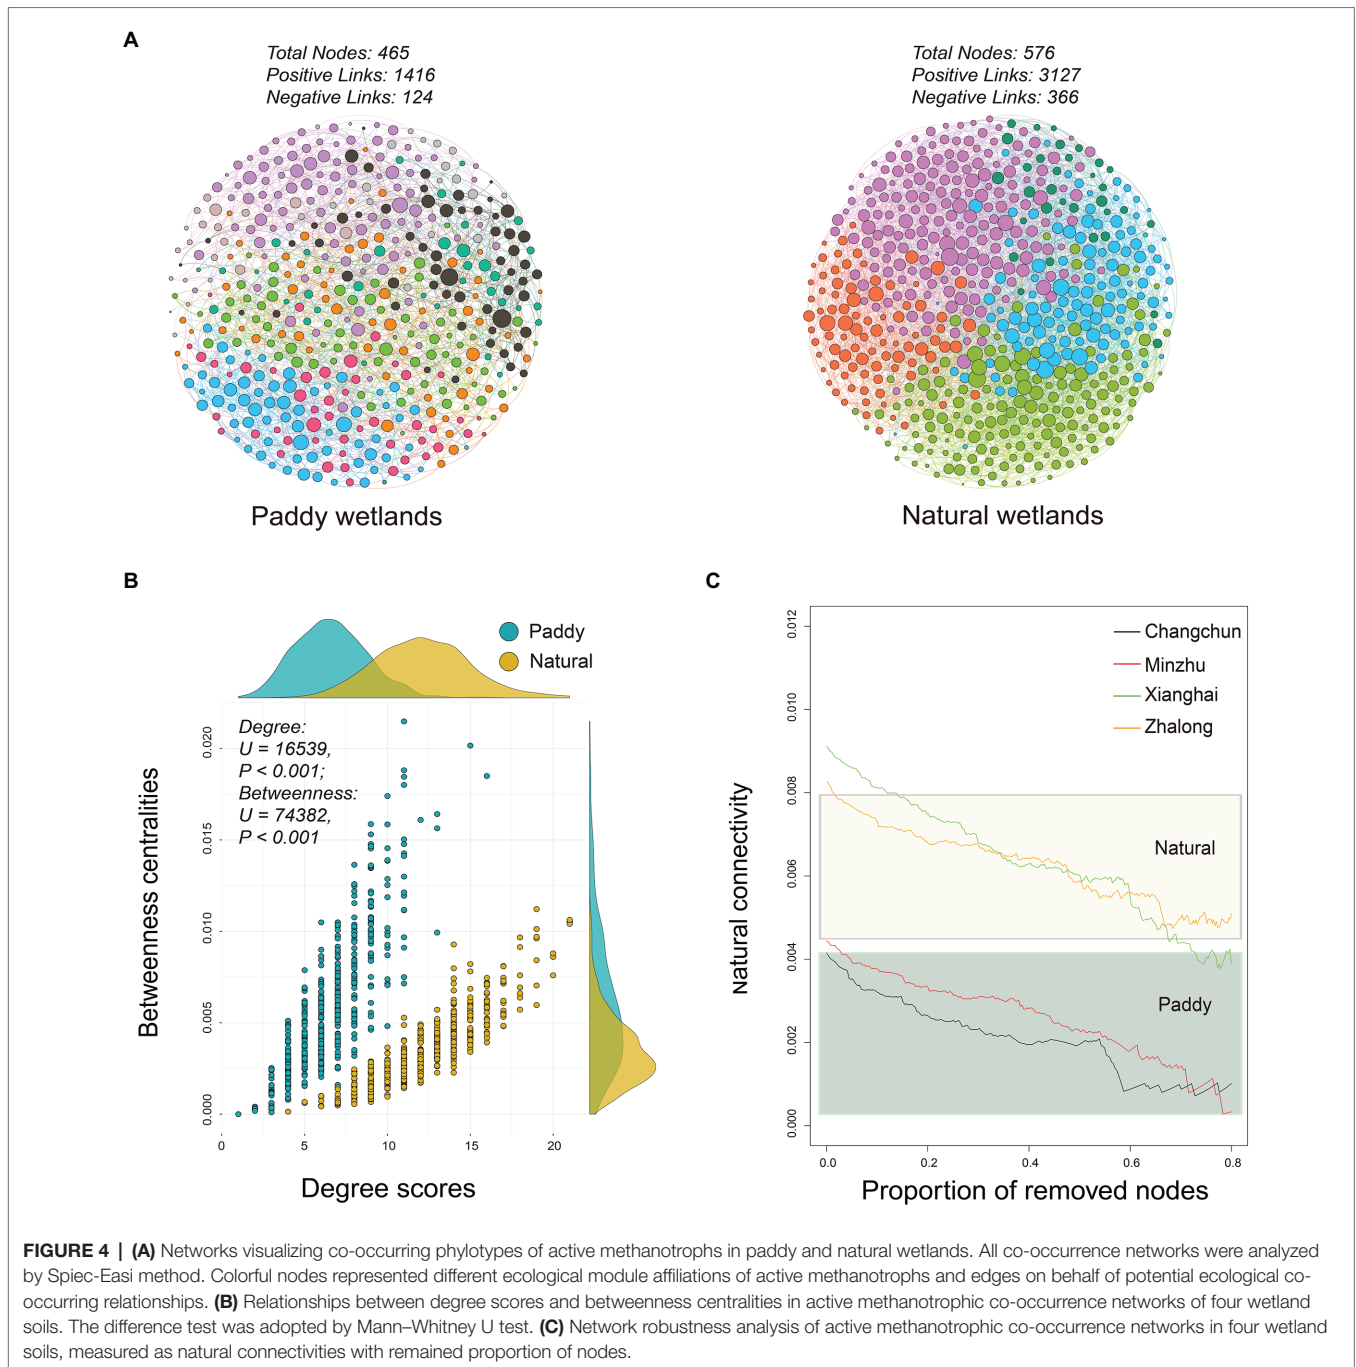 A
Total Nodes: 465
Positive Links: 1416
Negative Links: 124
Total Nodes: 576
Positive Links: 3127
Negative Links: 366
Paddy wetlands
Natural wetlands
B
Paddy
Natural
Degree:
U = 16539,
P < 0.001;
Betweenness:
U = 74382,
P < 0.001
Betweenness centralities
0.020
0.015
0.010
0.005
0.000
0
5
10
15
20
Degree scores
C
Changchun
Minzhu
Xianghai
Zhalong
Natural
Paddy
Natural connectivity
0.012
0.010
0.008
0.006
0.004
0.002
0.000
0.0
0.2
0.4
0.6
0.8
Proportion of removed nodes
FIGURE 4 | (A) Networks visualizing co-occurring phylotypes of active methanotrophs in paddy and natural wetlands. All co-occurrence networks were analyzed
by Spiec-Easi method. Colorful nodes represented different ecological module affiliations of active methanotrophs and edges on behalf of potential ecological co-
occurring relationships. (B) Relationships between degree scores and betweenness centralities in active methanotrophic co-occurrence networks of four wetland
soils. The difference test was adopted by Mann–Whitney U test. (C) Network robustness analysis of active methanotrophic co-occurrence networks in four wetland
soils, measured as natural connectivities with remained proportion of nodes.